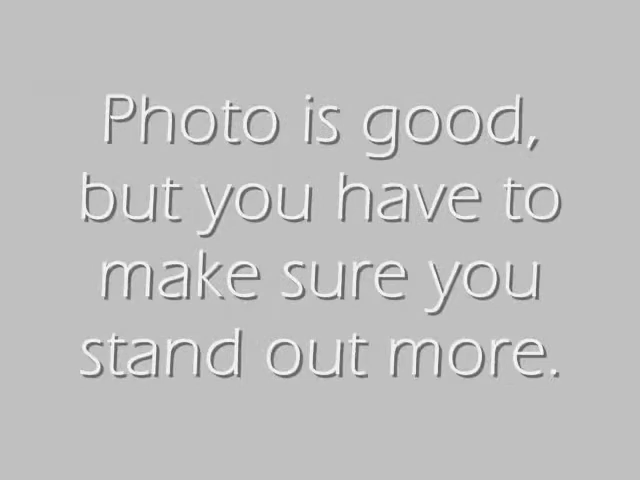 Photo is good,
but you have to
make sure you
stand out more.